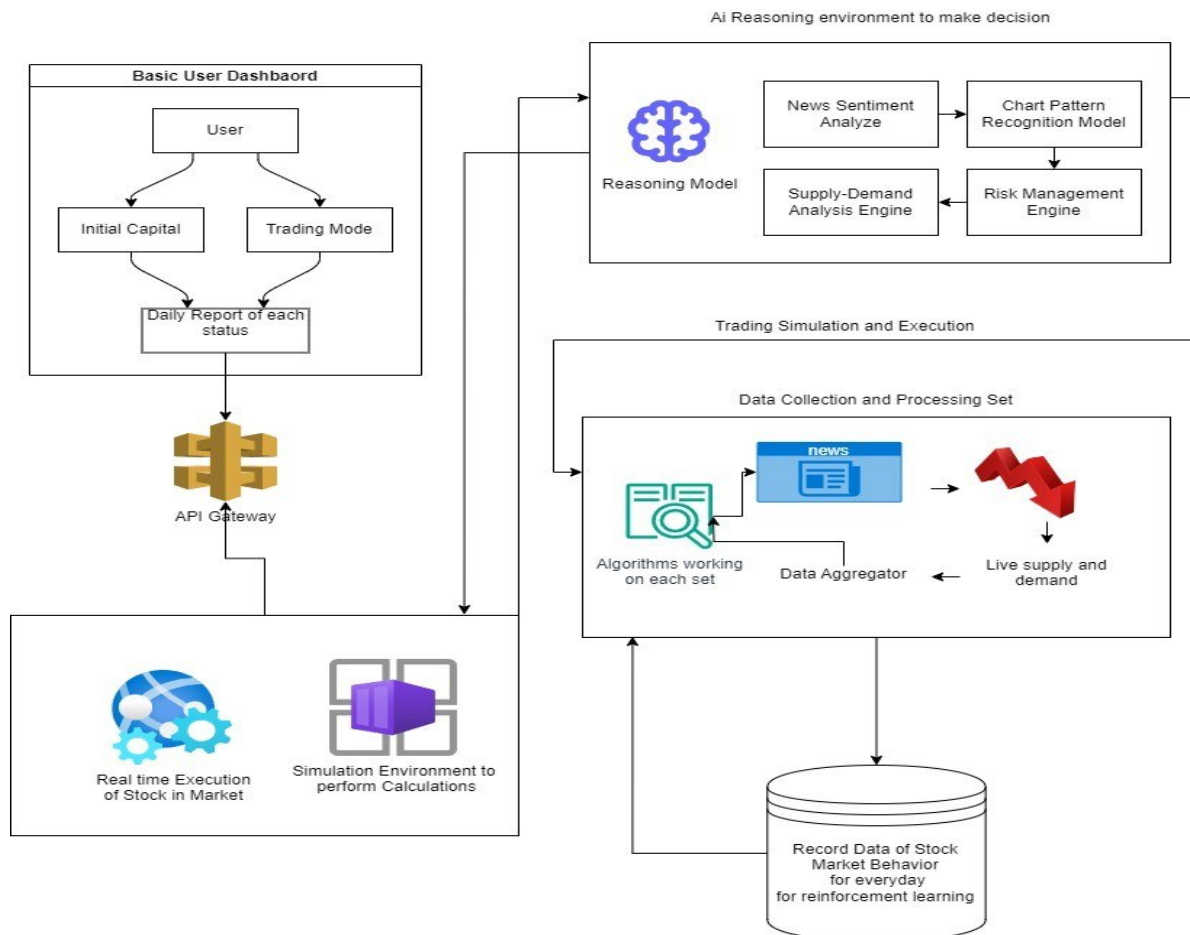 Ai Reasoning environment to make decision
Basic User Dashbaord
User
Initial Capital
Trading Mode
Daily Report of each
status
API Gateway
Reasoning Model
News Sentiment
Analyze
Chart Pattern
Recognition Model
Supply-Demand
Analysis Engine
Risk Management
Engine
Trading Simulation and Execution
Data Collection and Processing Set
news
Algorithms working
on each set
Data Aggregator
Live supply and
demand
Real time Execution
of Stock in Market
Simulation Environment to
perform Calculations
Record Data of Stock
Market Behavior
for everyday
for reinforcement learning